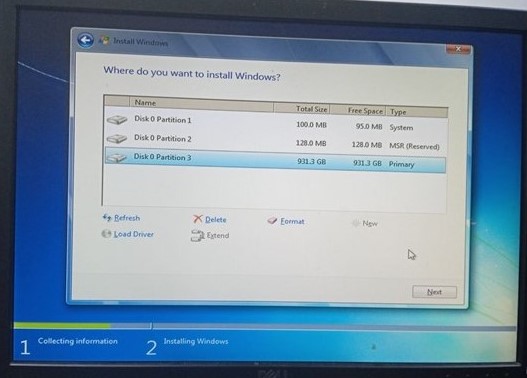 Install Windows
Where do you want to install Windows?
Name Total Size Free Space Type
Disk 0 Partition 1 100.0 MB 95.0 MB System
Disk 0 Partition 2 128.0 MB 128.0 MB MSR (Reserved)
Disk 0 Partition 3 931.3 GB 931.3 GB Primary
Refresh Delete Format New
Load Driver Extend
Next
1 Collecting information 2 Installing Windows
DELL